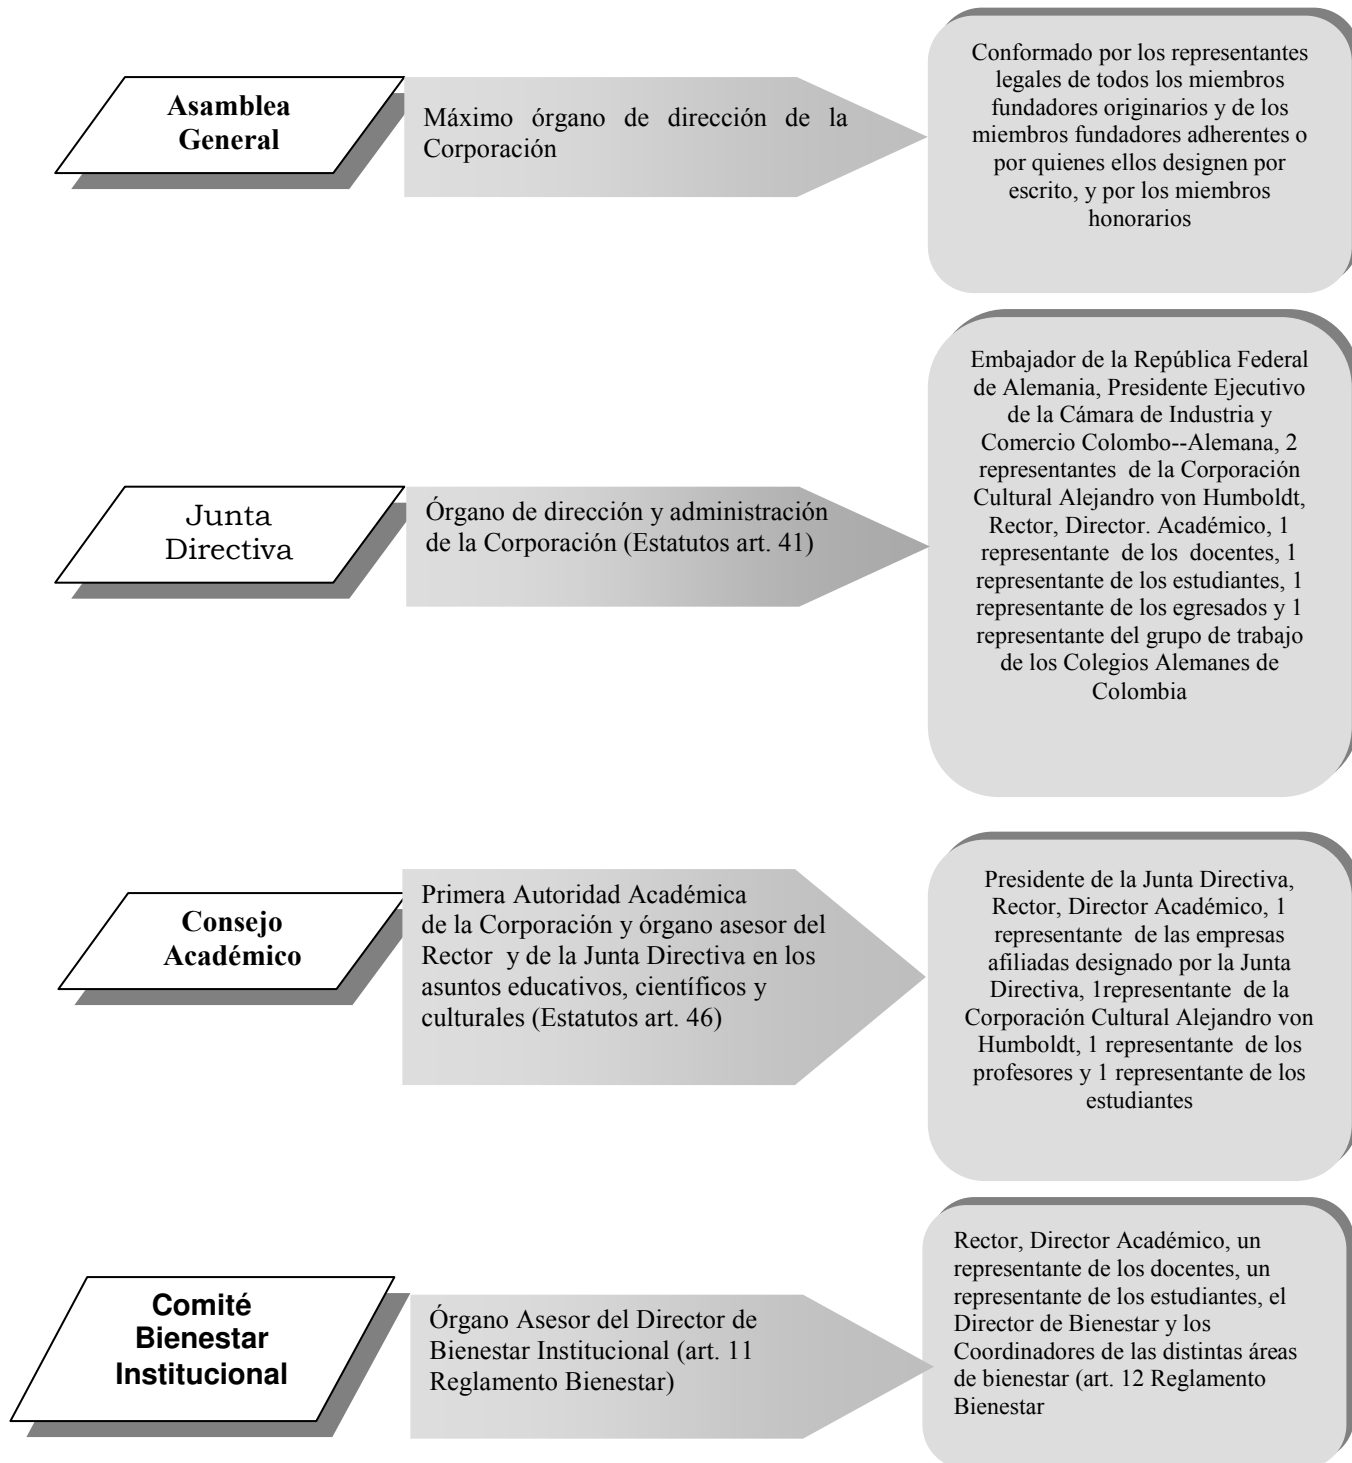 Asamblea
General
Máximo órgano de dirección de la
Corporación
Conformado por los representantes
legales de todos los miembros
fundadores originarios y de los
miembros fundadores adherentes o
por quienes ellos designen por
escrito, y por los miembros
honorarios
Junta
Directiva
Órgano de dirección y administración
de la Corporación (Estatutos art. 41)
Embajador de la República Federal
de Alemania, Presidente Ejecutivo
de la Cámara de Industria y
Comercio Colombo--Alemana, 2
representantes de la Corporación
Cultural Alejandro von Humboldt,
Rector, Director. Académico, 1
representante de los docentes, 1
representante de los estudiantes, 1
representante de los egresados y 1
representante del grupo de trabajo
de los Colegios Alemanes de
Colombia
Consejo
Académico
Primera Autoridad Académica
de la Corporación y órgano asesor del
Rector y de la Junta Directiva en los
asuntos educativos, científicos y
culturales (Estatutos art. 46)
Presidente de la Junta Directiva,
Rector, Director Académico, 1
representante de las empresas
afiliadas designado por la Junta
Directiva, 1representante de la
Corporación Cultural Alejandro von
Humboldt, 1 representante de los
profesores y 1 representante de los
estudiantes
Comité
Bienestar
Institucional
Órgano Asesor del Director de
Bienestar Institucional (art. 11
Reglamento Bienestar)
Rector, Director Académico, un
representante de los docentes, un
representante de los estudiantes, el
Director de Bienestar y los
Coordinadores de las distintas áreas
de bienestar (art. 12 Reglamento
Bienestar